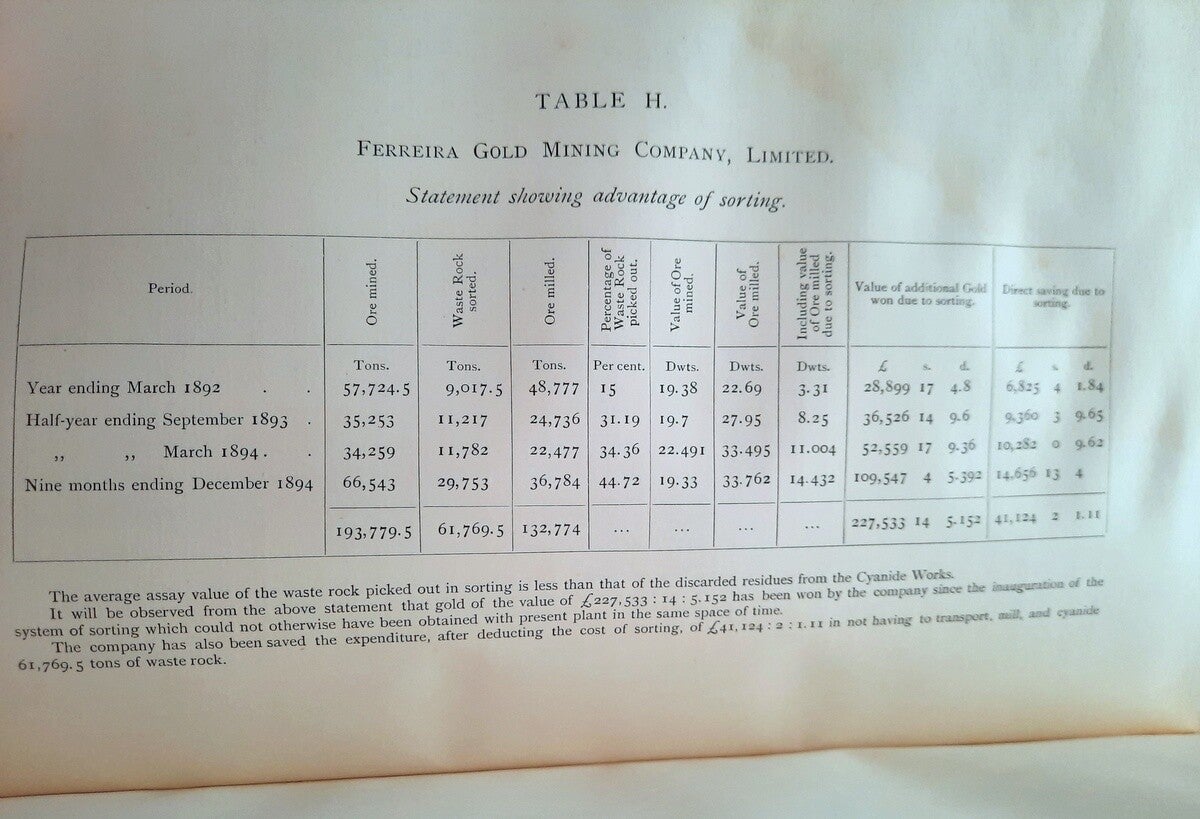 TABLE H.
FERREIRA GOLD MINING COMPANY, LIMITED.
Statement showing advantage of sorting.
Period. Ore mined. Waste Rock sorted. Ore milled. Percentage of Waste Rock picked out. Value of Ore mined. Value of Ore milled. Including value of Ore milled due to sorting. Value of additional Gold won due to sorting. Direct saving due to sorting.
Tons. Tons. Tons. Per cent. Dwts. Dwts. Dwts. £ s. d. £ s. d.
Year ending March 1892 . . 57,724.5 9,017.5 48,777 15 19.38 22.69 3.31 28,899 17 4.8 6,825 4 1.84
Half-year ending September 1893 . 35,253 11,217 24,736 31.19 19.7 27.95 8.25 36,526 14 9.6 9,360 3 9.65
,, ,, March 1894 . . 34,259 11,782 22,477 34.36 22.491 33.495 11.004 52,559 17 9.36 10,282 0 9.62
Nine months ending December 1894 66,543 29,753 36,784 44.72 19.33 33.762 14.432 109,547 4 5.392 14,656 13 4
193,779.5 61,769.5 132,774 ... ... ... ... 227,533 14 5.152 41,124 2 1.11
The average assay value of the waste rock picked out in sorting is less than that of the discarded residues from the Cyanide Works.
It will be observed from the above statement that gold of the value of £227,533 : 14 : 5.152 has been won by the company since the inauguration of the
system of sorting which could not otherwise have been obtained with present plant in the same space of time.
The company has also been saved the expenditure, after deducting the cost of sorting, of £41,124 : 2 : 1.11 in not having to transport, mill, and cyanide
61,769.5 tons of waste rock.